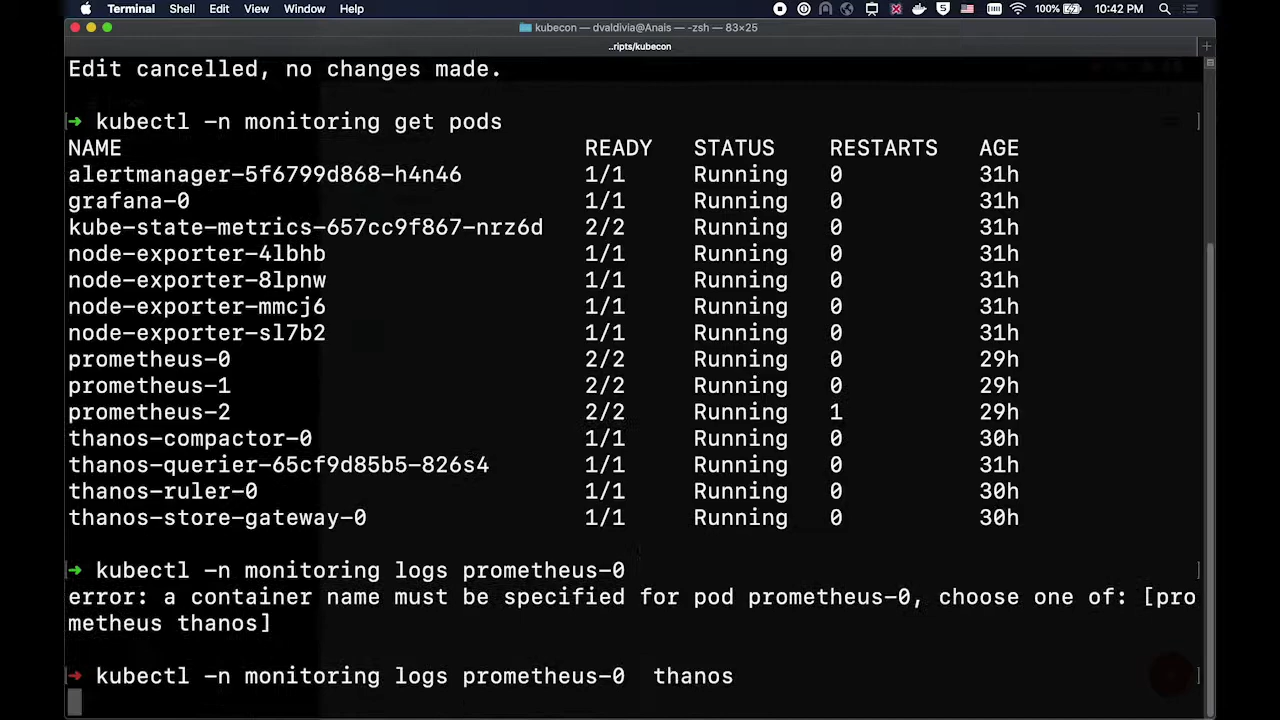 Terminal Shell Edit View Window Help 5 100% 10:42 PM
kubecon — dvaldivia@Anais — -zsh — 83×25
..ripts/kubecon
Edit cancelled, no changes made.
➜ kubectl -n monitoring get pods
NAME READY STATUS RESTARTS AGE
alertmanager-5f6799d868-h4n46 1/1 Running 0 31h
grafana-0 1/1 Running 0 31h
kube-state-metrics-657cc9f867-nrz6d 2/2 Running 0 31h
node-exporter-4lbhb 1/1 Running 0 31h
node-exporter-8lpnw 1/1 Running 0 31h
node-exporter-mmcj6 1/1 Running 0 31h
node-exporter-sl7b2 1/1 Running 0 31h
prometheus-0 2/2 Running 0 29h
prometheus-1 2/2 Running 0 29h
prometheus-2 2/2 Running 1 29h
thanos-compactor-0 1/1 Running 0 30h
thanos-querier-65cf9d85b5-826s4 1/1 Running 0 31h
thanos-ruler-0 1/1 Running 0 30h
thanos-store-gateway-0 1/1 Running 0 30h
➜ kubectl -n monitoring logs prometheus-0
error: a container name must be specified for pod prometheus-0, choose one of: [pro
metheus thanos]
➜ kubectl -n monitoring logs prometheus-0 thanos